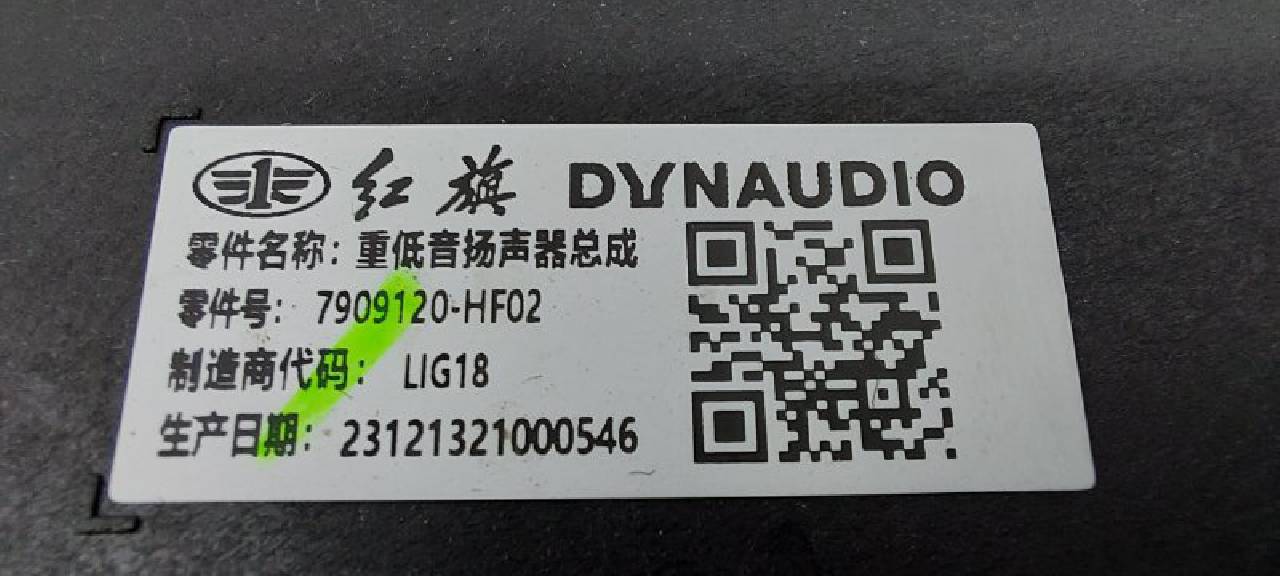 红旗 DYNAUDIO
零件名称：重低音扬声器总成
零件号： 7909120-HF02
制造商代码： LIG18
生产日期： 23121321000546